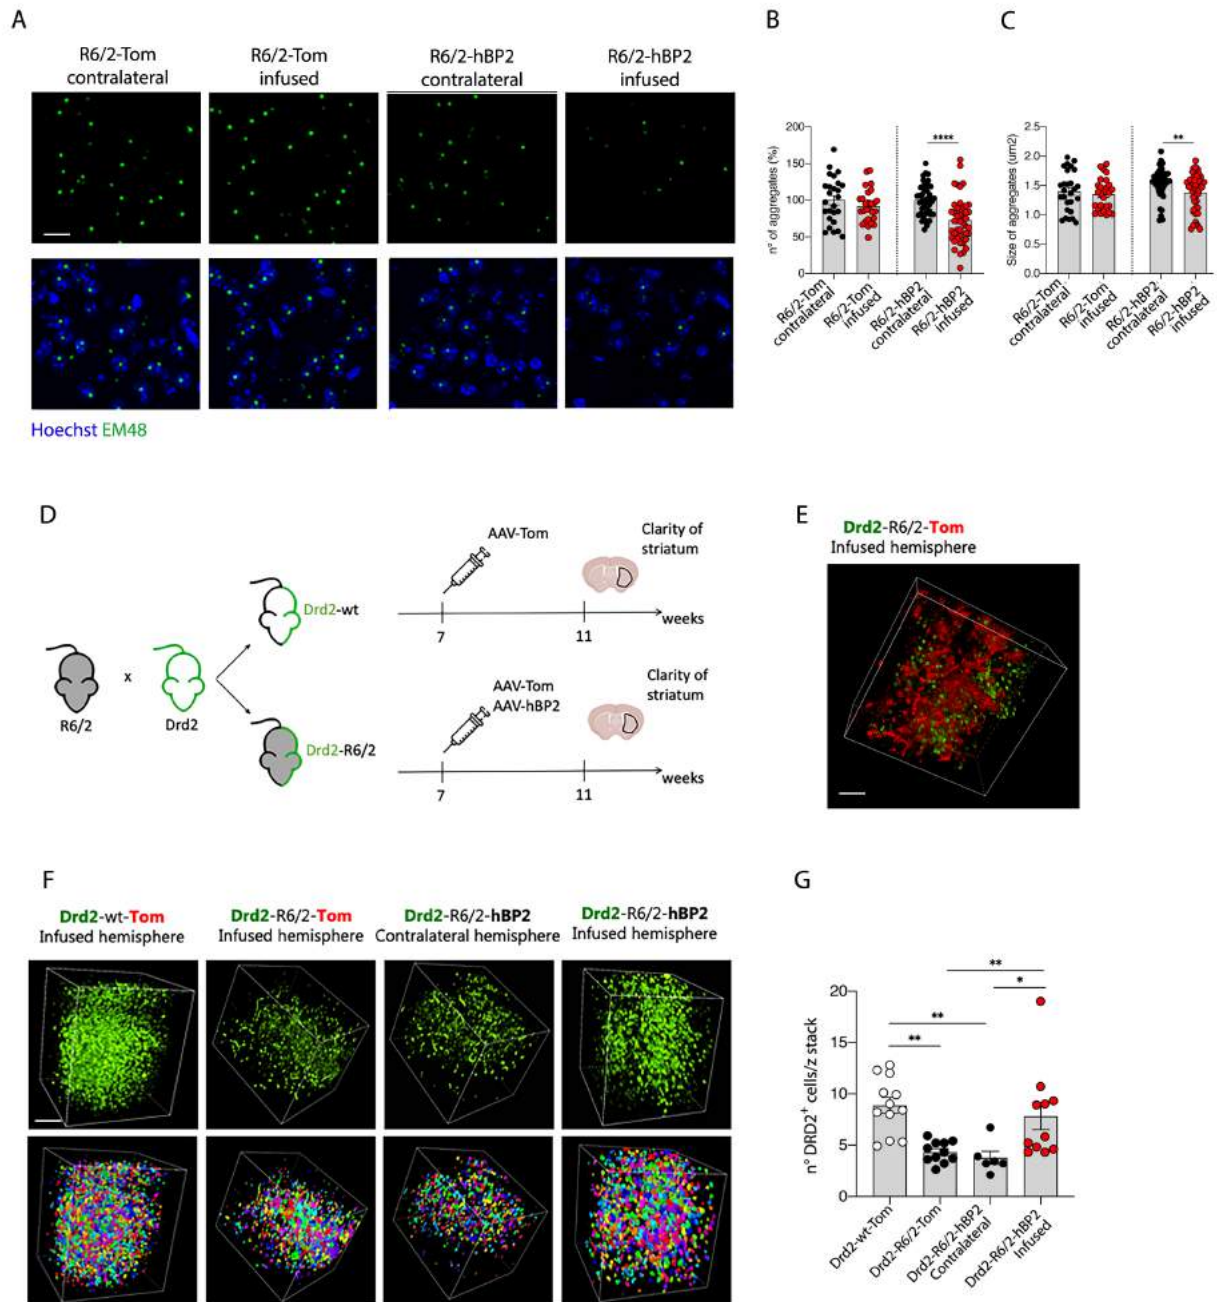 A
R6/2-Tom
contralateral
R6/2-Tom
infused
R6/2-hBP2
contralateral
R6/2-hBP2
infused
Hoechst EM48
B
n° of aggregates (%)
200
150
100
50
0
****
R6/2-Tom
contralateral
R6/2-Tom
infused
R6/2-hBP2
contralateral
R6/2-hBP2
infused
C
Size of aggregates (um2)
2.5
2.0
1.5
1.0
0.5
0.0
**
R6/2-Tom
contralateral
R6/2-Tom
infused
R6/2-hBP2
contralateral
R6/2-hBP2
infused
D
R6/2
x
Drd2
Drd2-wt
Drd2-R6/2
AAV-Tom
Clarity of
striatum
7
11
weeks
AAV-Tom
AAV-hBP2
Clarity of
striatum
7
11
weeks
E
Drd2-R6/2-Tom
Infused hemisphere
F
Drd2-wt-Tom
Infused hemisphere
Drd2-R6/2-Tom
Infused hemisphere
Drd2-R6/2-hBP2
Contralateral hemisphere
Drd2-R6/2-hBP2
Infused hemisphere
G
n° DRD2+ cells/z stack
20
15
10
5
0
**
*
**
**
Drd2-wt-Tom
Drd2-R6/2-Tom
Drd2-R6/2-hBP2
Contralateral
Drd2-R6/2-hBP2
Infused